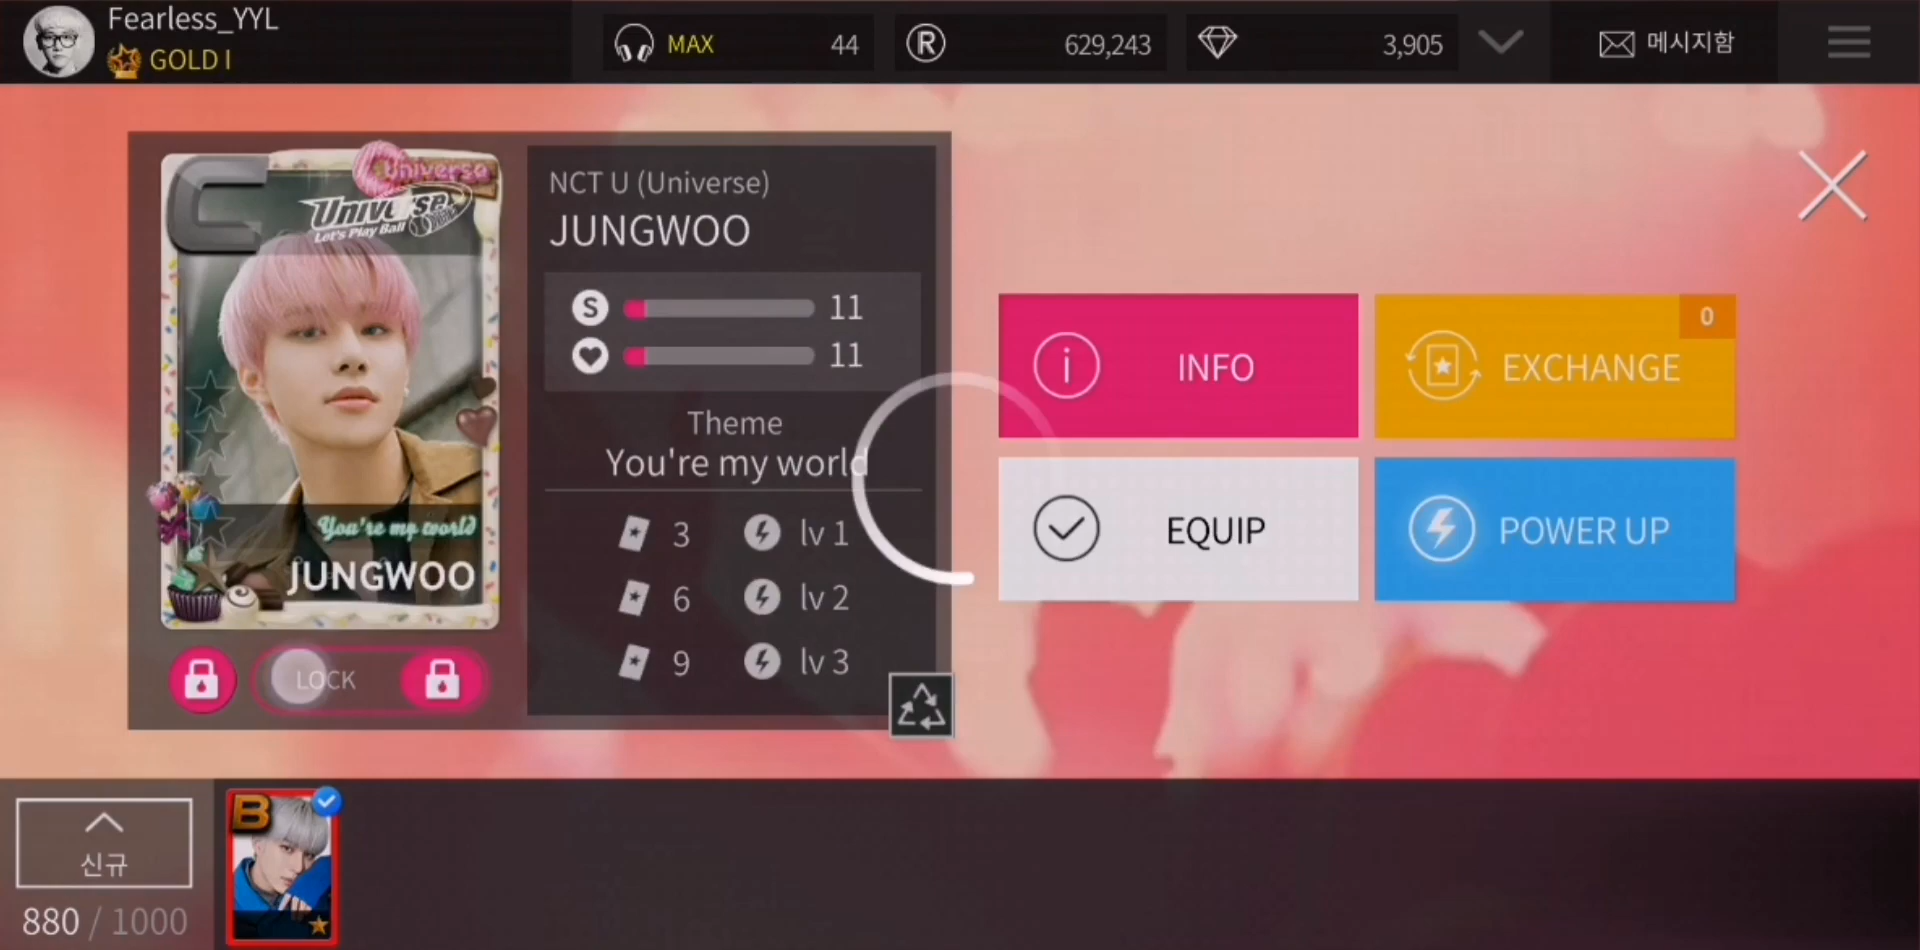 Fearless_YYL
GOLD I
MAX 44
629,243
3,905
메시지함
C
Universe
Universe
Let's Play Ball
You're my world
JUNGWOO
LOCK
NCT U (Universe)
JUNGWOO
S 11
11
Theme
You're my world
3 lv 1
6 lv 2
9 lv 3
INFO
EXCHANGE
0
EQUIP
POWER UP
신규
880 / 1000
B